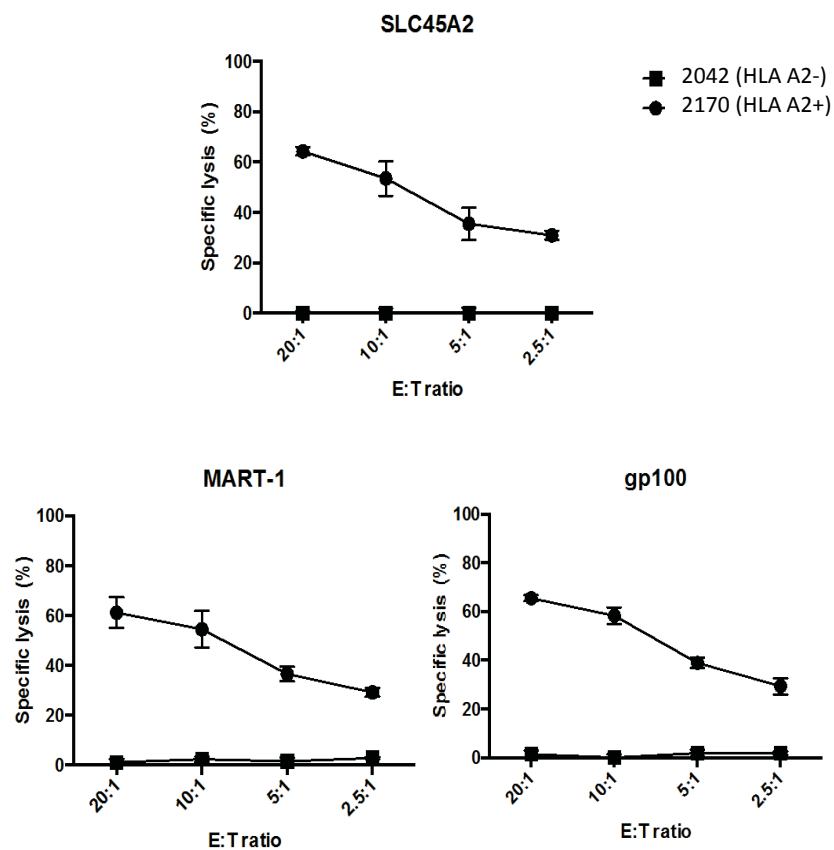 SLC45A2
2042 (HLA A2-)
2170 (HLA A2+)
100
80
60
40
20
0
Specific lysis (%)
20:1
10:1
5:1
2.5:1
E:T ratio
MART-1
100
80
60
40
20
0
Specific lysis (%)
20:1
10:1
5:1
2.5:1
E:T ratio
gp100
100
80
60
40
20
0
Specific lysis (%)
20:1
10:1
5:1
2.5:1
E:T ratio